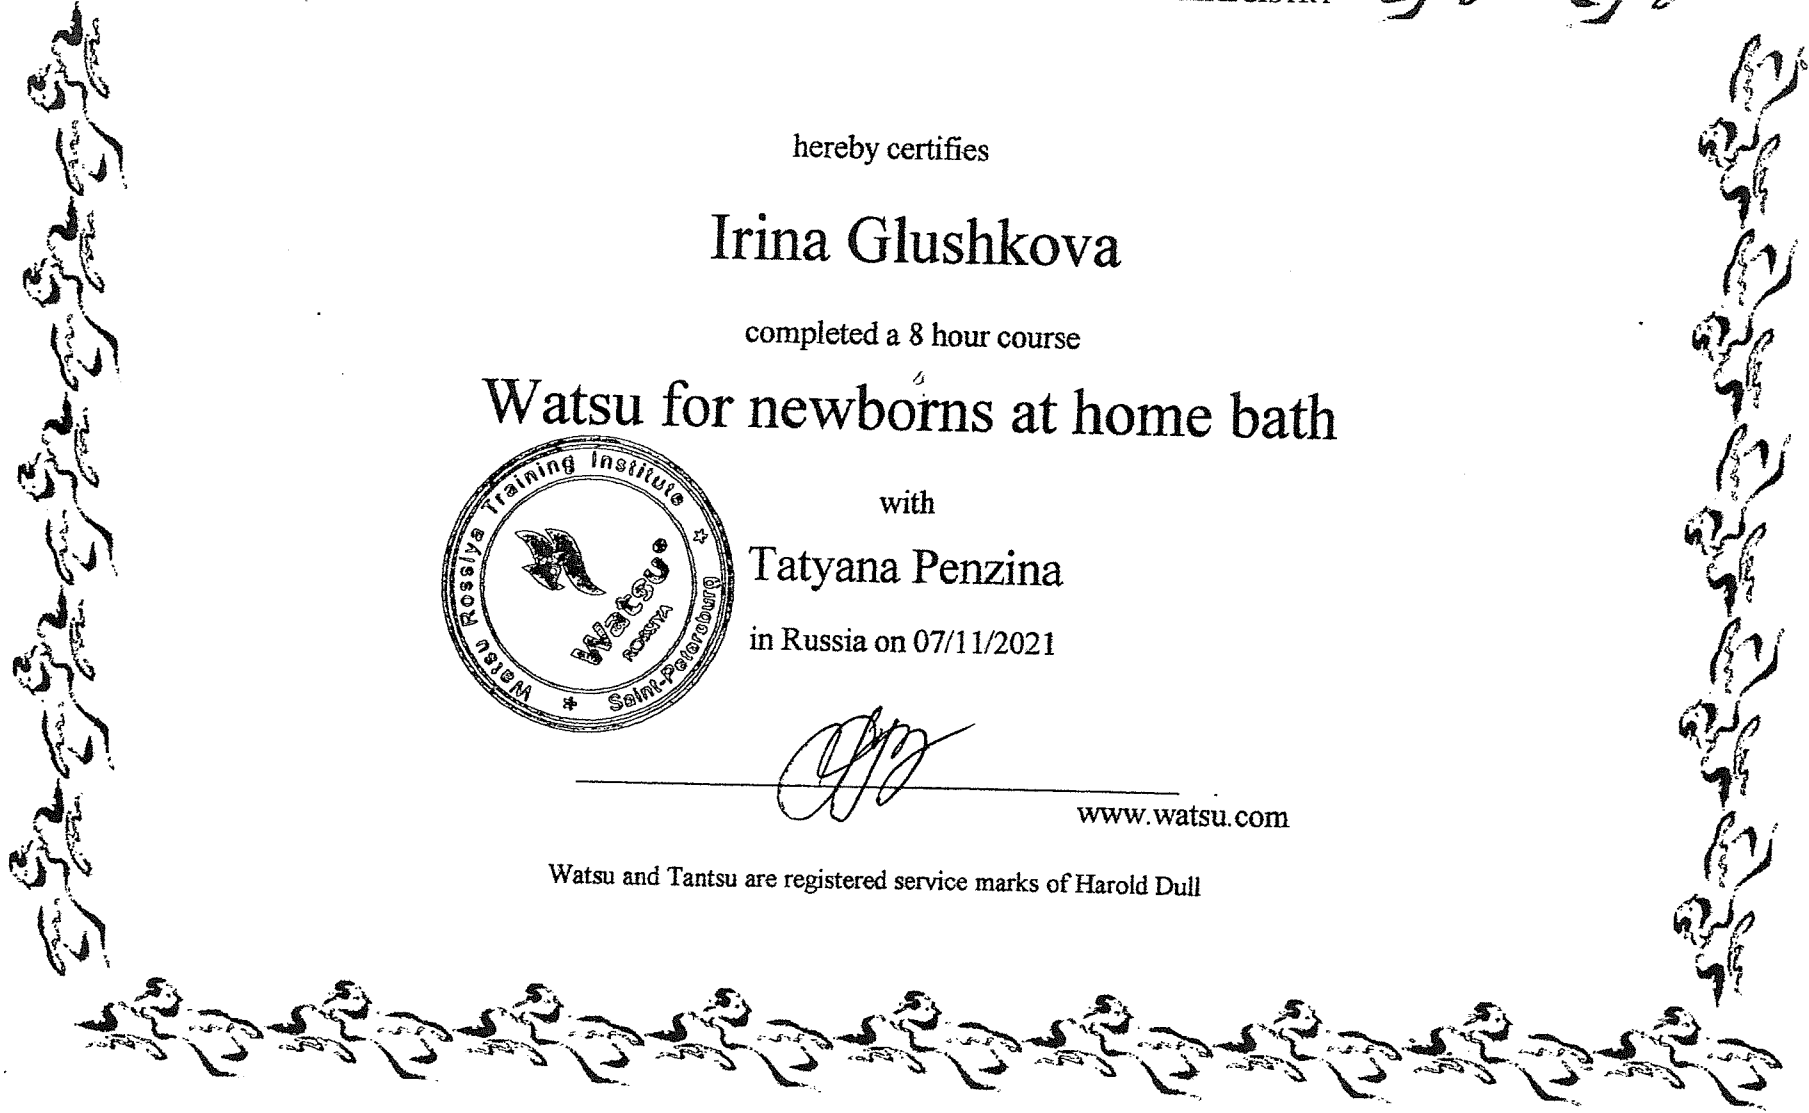 hereby certifies
Irina Glushkova
completed a 8 hour course
Watsu for newborns at home bath
with
Tatyana Penzina
in Russia on 07/11/2021
Watsu Rossiya Training Institute
Saint-Petersburg
Watsu
ROSSIYA
www.watsu.com
Watsu and Tantsu are registered service marks of Harold Dull